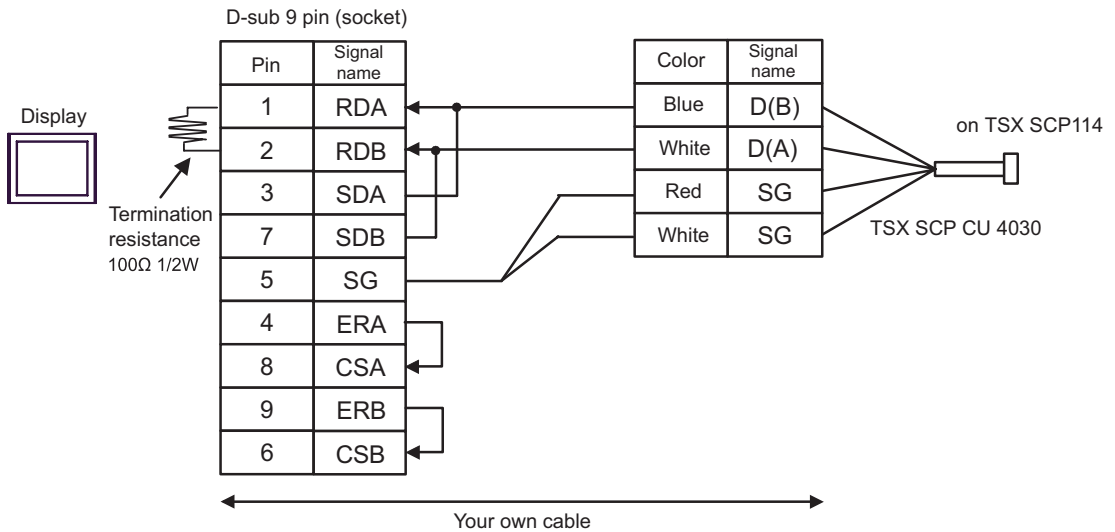 D-sub 9 pin (socket)
Pin Signal name
1 RDA
2 RDB
3 SDA
7 SDB
5 SG
4 ERA
8 CSA
9 ERB
6 CSB
Display
Termination
resistance
100Ω 1/2W
Color Signal name
Blue D(B)
White D(A)
Red SG
White SG
on TSX SCP114
TSX SCP CU 4030
Your own cable